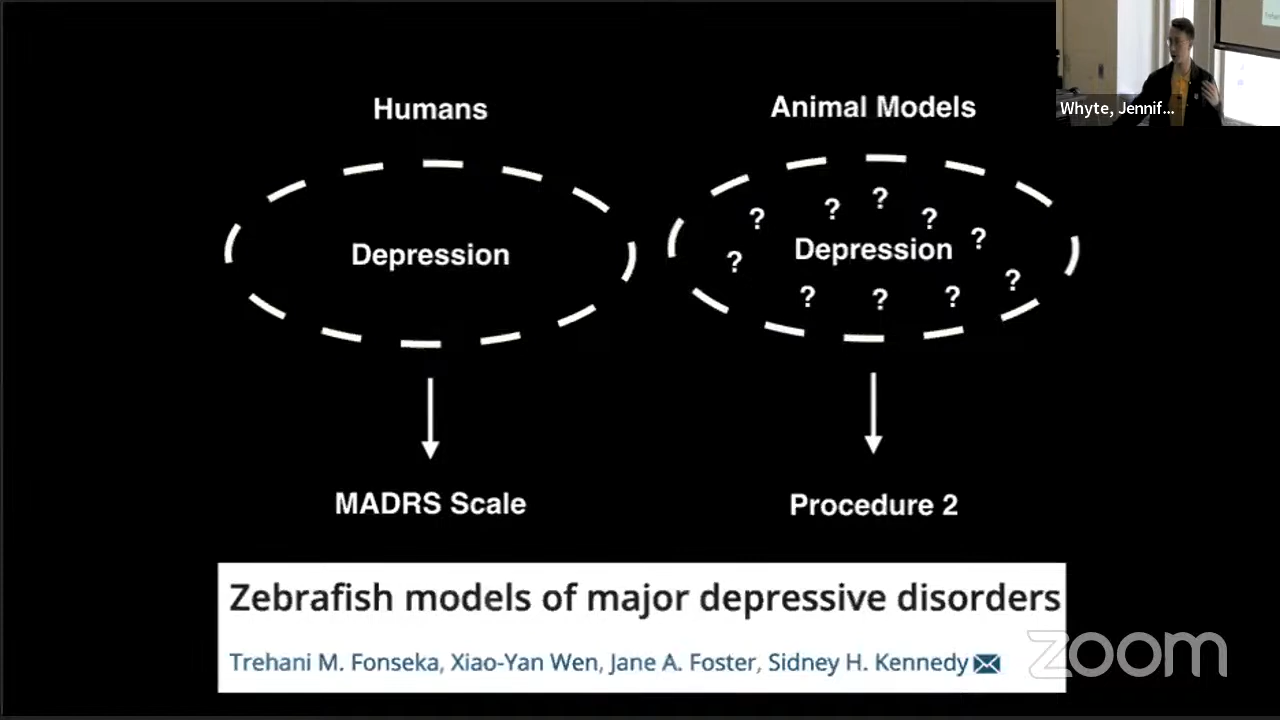 Humans
Animal Models
Whyte, Jennif...
Depression
? ? ? ? ?
? Depression ?
? ? ?
MADRS Scale
Procedure 2
Zebrafish models of major depressive disorders
Trehani M. Fonseka, Xiao-Yan Wen, Jane A. Foster, Sidney H. Kennedy
zoom